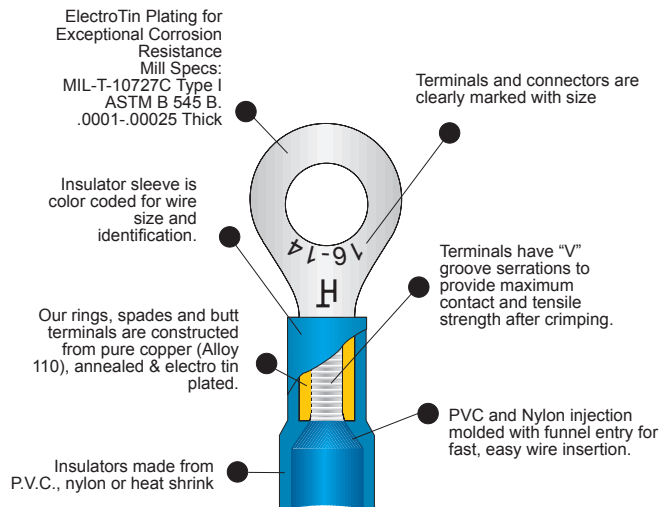 ElectroTin Plating for
Exceptional Corrosion
Resistance
Mill Specs:
MIL-T-10727C Type I
ASTM B 545 B.
.0001-.00025 Thick
Terminals and connectors are
clearly marked with size
Insulator sleeve is
color coded for wire
size and
identification.
16-14
H
Terminals have “V”
groove serrations to
provide maximum
contact and tensile
strength after crimping.
Our rings, spades and butt
terminals are constructed
from pure copper (Alloy
110), annealed & electro tin
plated.
PVC and Nylon injection
molded with funnel entry for
fast, easy wire insertion.
Insulators made from
P.V.C., nylon or heat shrink